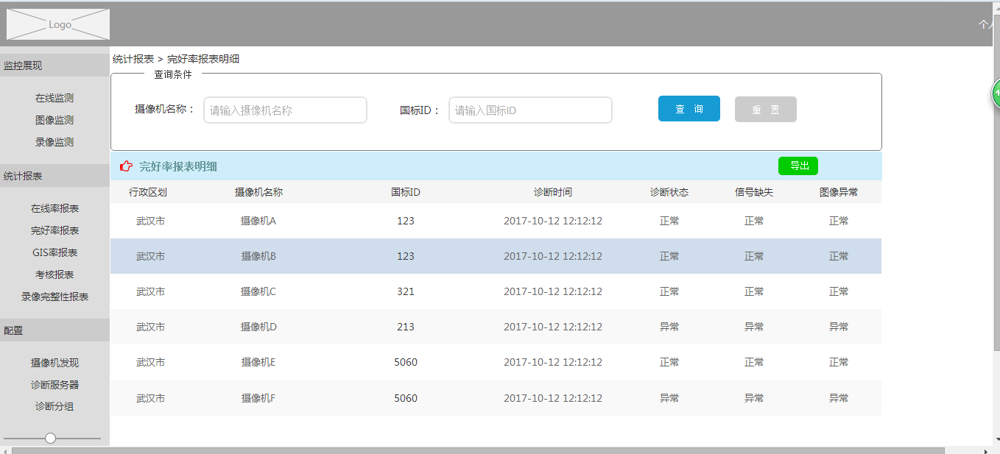 Logo
个人
监控展现
在线监测
图像监测
录像监测
统计报表
在线率报表
完好率报表
GIS率报表
考核报表
录像完整性报表
配置
摄像机发现
诊断服务器
诊断分组
统计报表 > 完好率报表明细
查询条件
摄像机名称： 请输入摄像机名称 国标ID： 请输入国标ID 查 询 重 置
完好率报表明细 导出
行政区划 摄像机名称 国标ID 诊断时间 诊断状态 信号缺失 图像异常
武汉市 摄像机A 123 2017-10-12 12:12:12 正常 正常 正常
武汉市 摄像机B 123 2017-10-12 12:12:12 正常 正常 正常
武汉市 摄像机C 321 2017-10-12 12:12:12 正常 正常 正常
武汉市 摄像机D 213 2017-10-12 12:12:12 异常 异常 异常
武汉市 摄像机E 5060 2017-10-12 12:12:12 正常 正常 正常
武汉市 摄像机F 5060 2017-10-12 12:12:12 异常 异常 异常